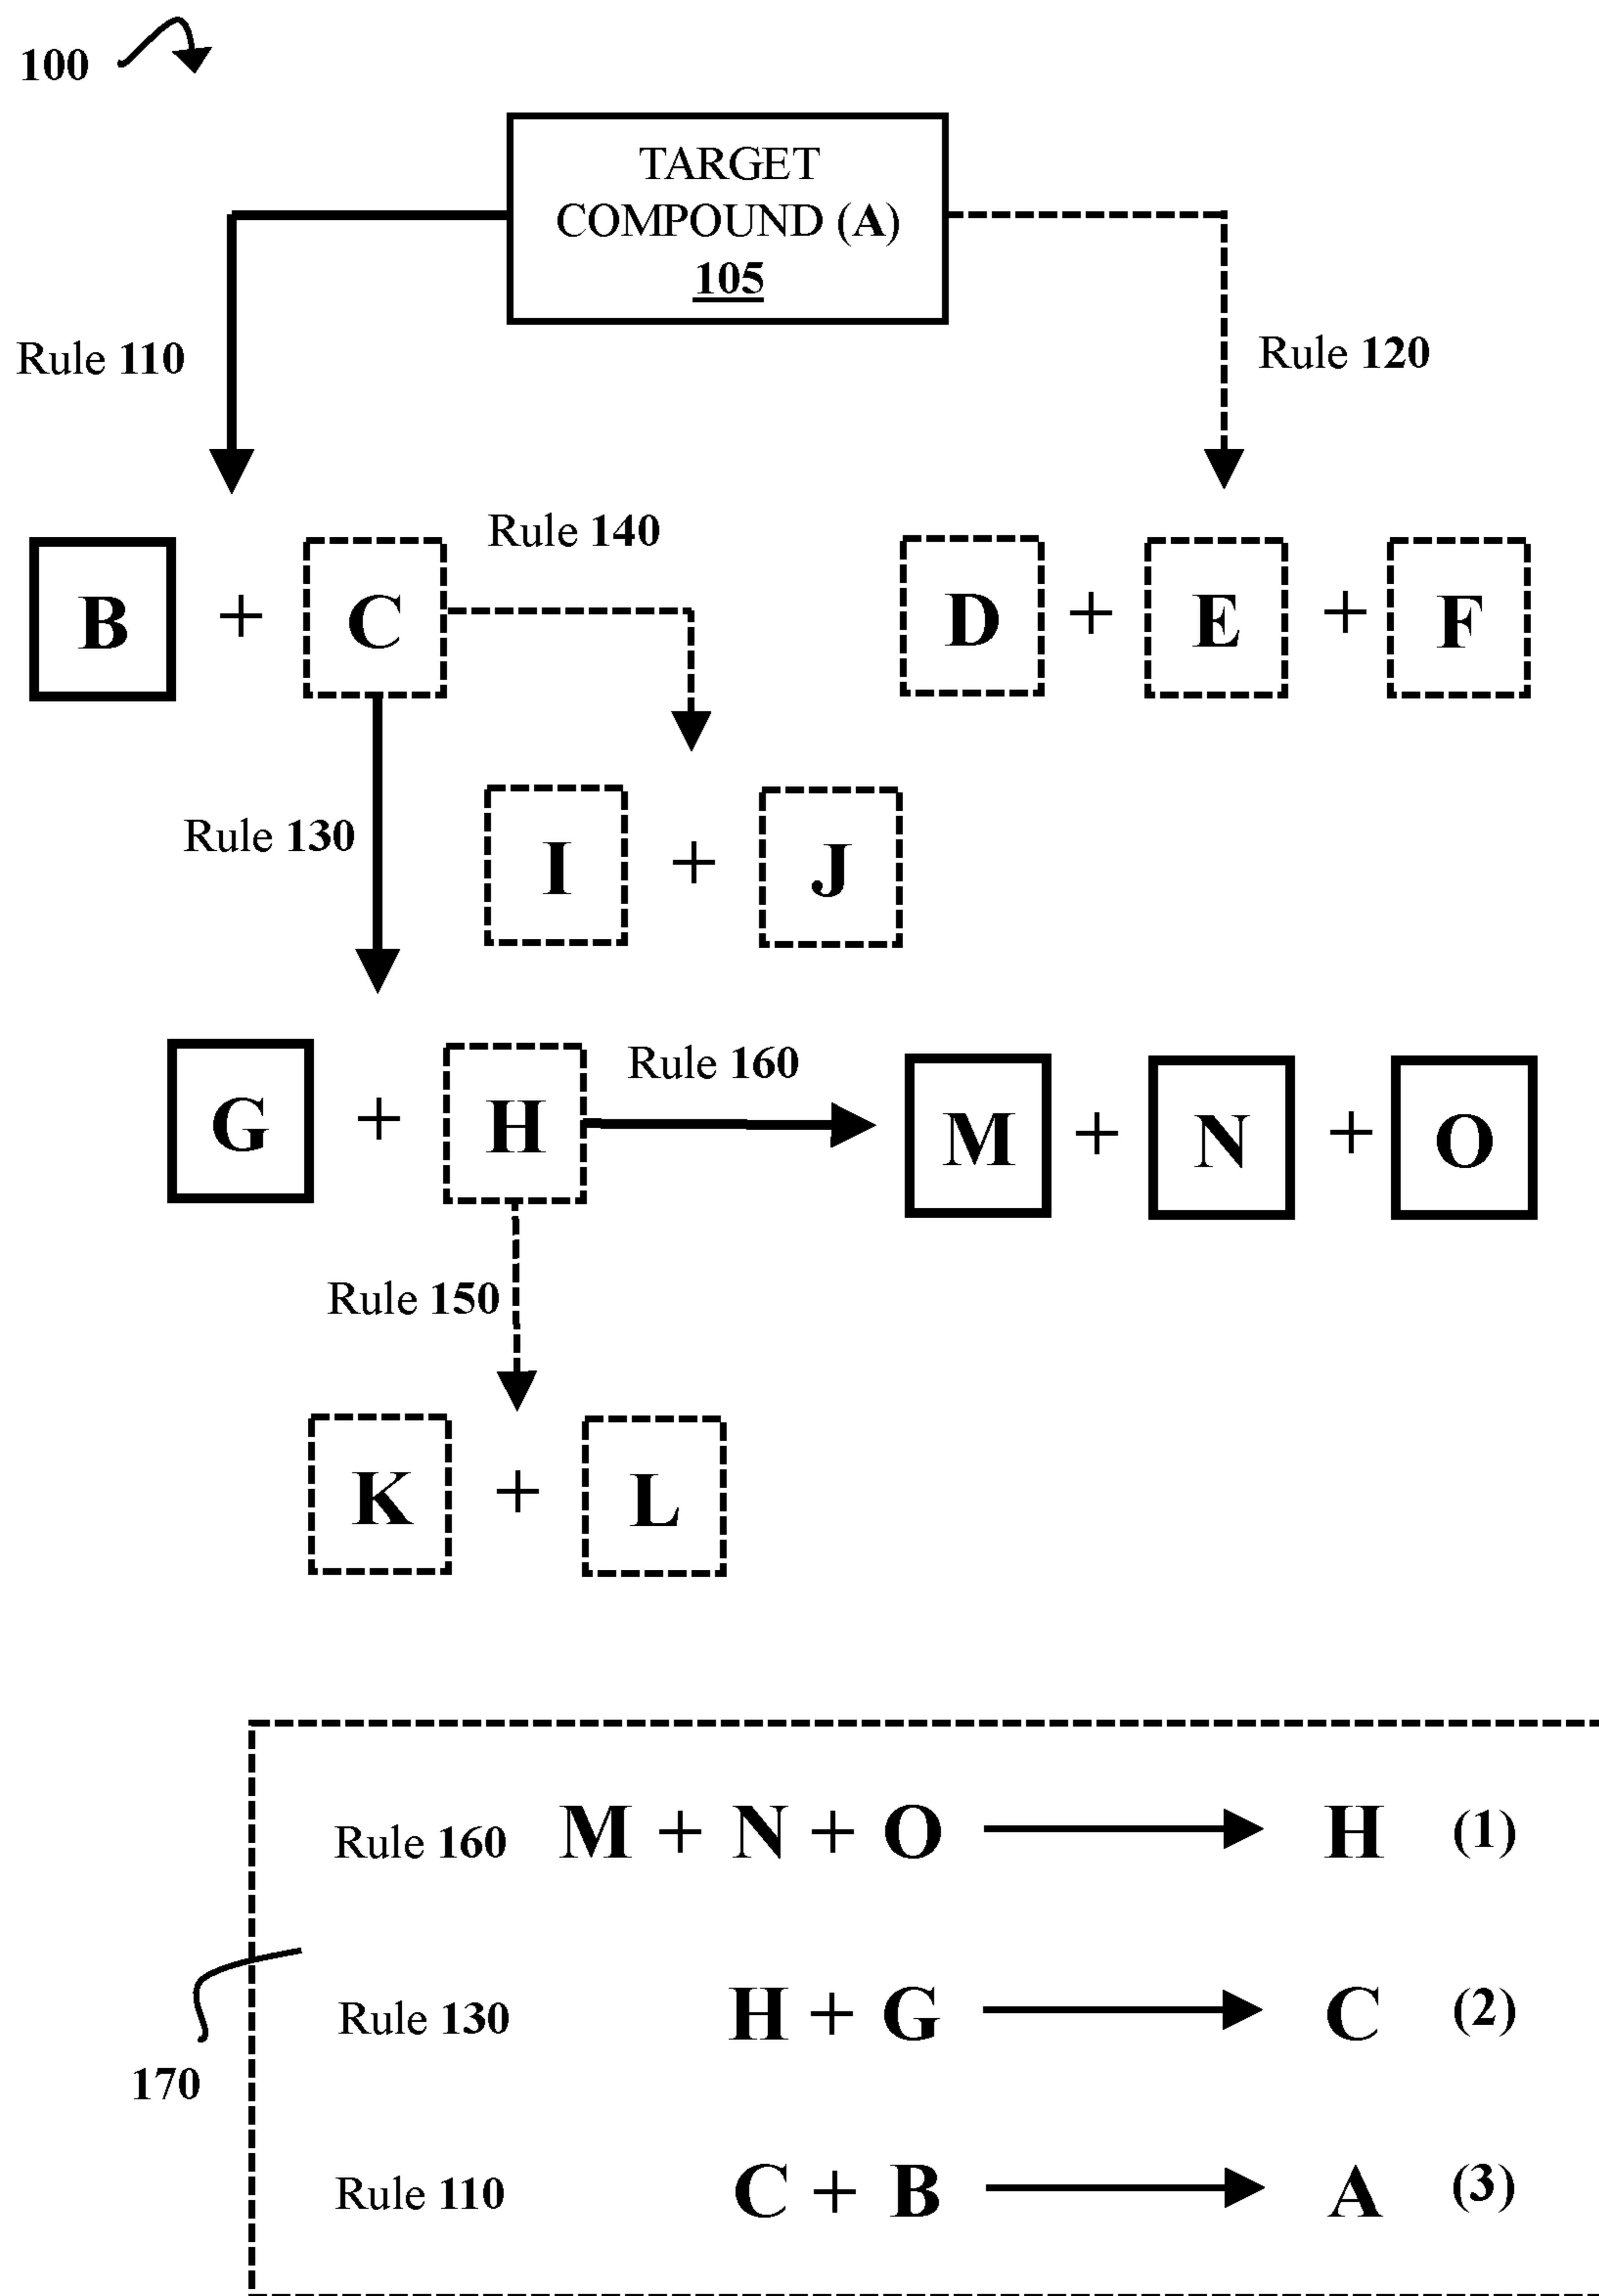 100
TARGET
COMPOUND (A)
105
Rule 110
Rule 120
Rule 140
B + C
D + E + F
Rule 130
I + J
Rule 160
G + H
M + N + O
Rule 150
K + L
Rule 160 M + N + O → H (1)
Rule 130 H + G → C (2)
170
Rule 110 C + B → A (3)